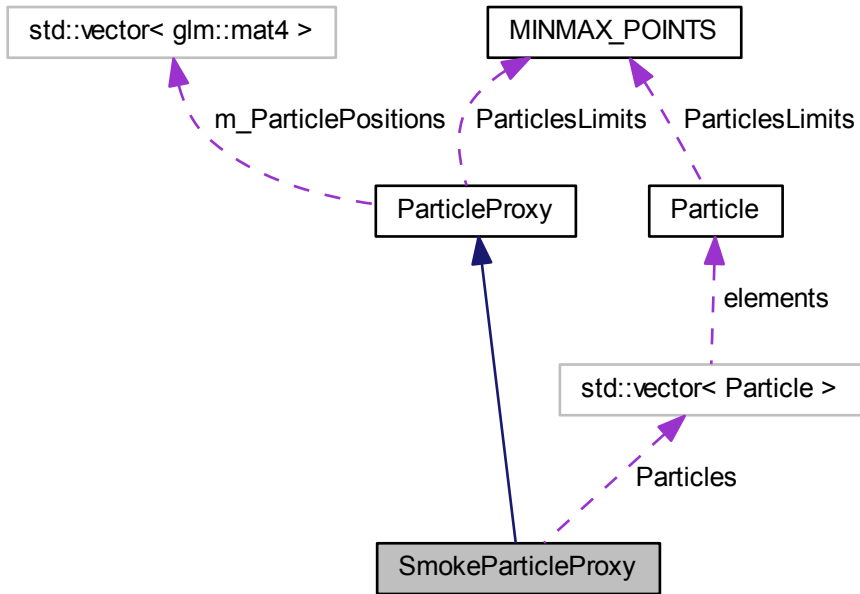 std::vector< glm::mat4 >
MINMAX_POINTS
m_ParticlePositions
ParticlesLimits
ParticlesLimits
ParticleProxy
Particle
elements
std::vector< Particle >
Particles
SmokeParticleProxy